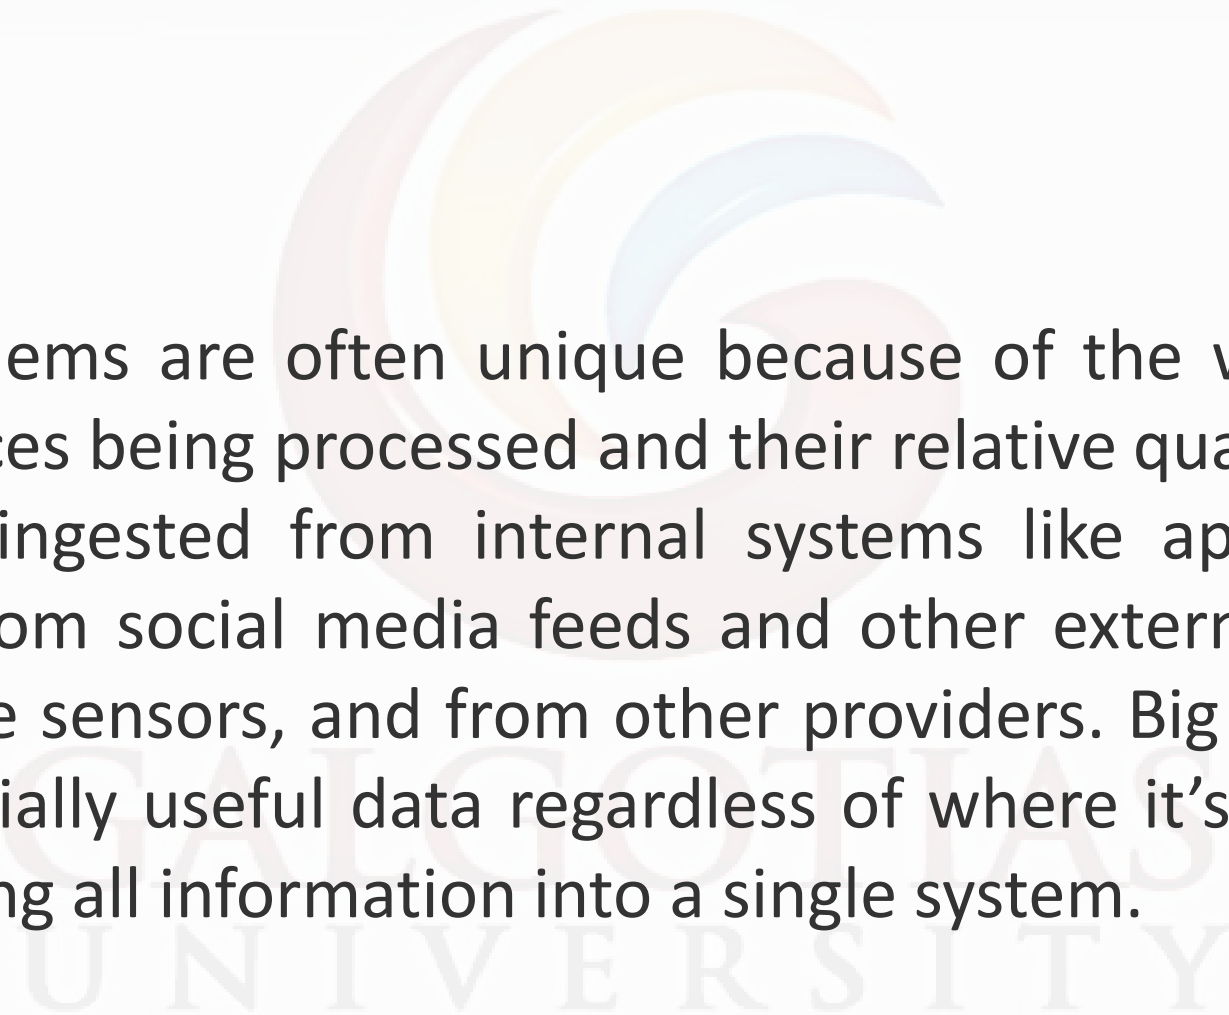 ems are often unique because of the
es being processed and their relative qua
ingested from internal systems like ap
om social media feeds and other extern
e sensors, and from other providers. Big
ially useful data regardless of where it’s
ng all information into a single system.
GALGOTIAS
UNIVERSITY